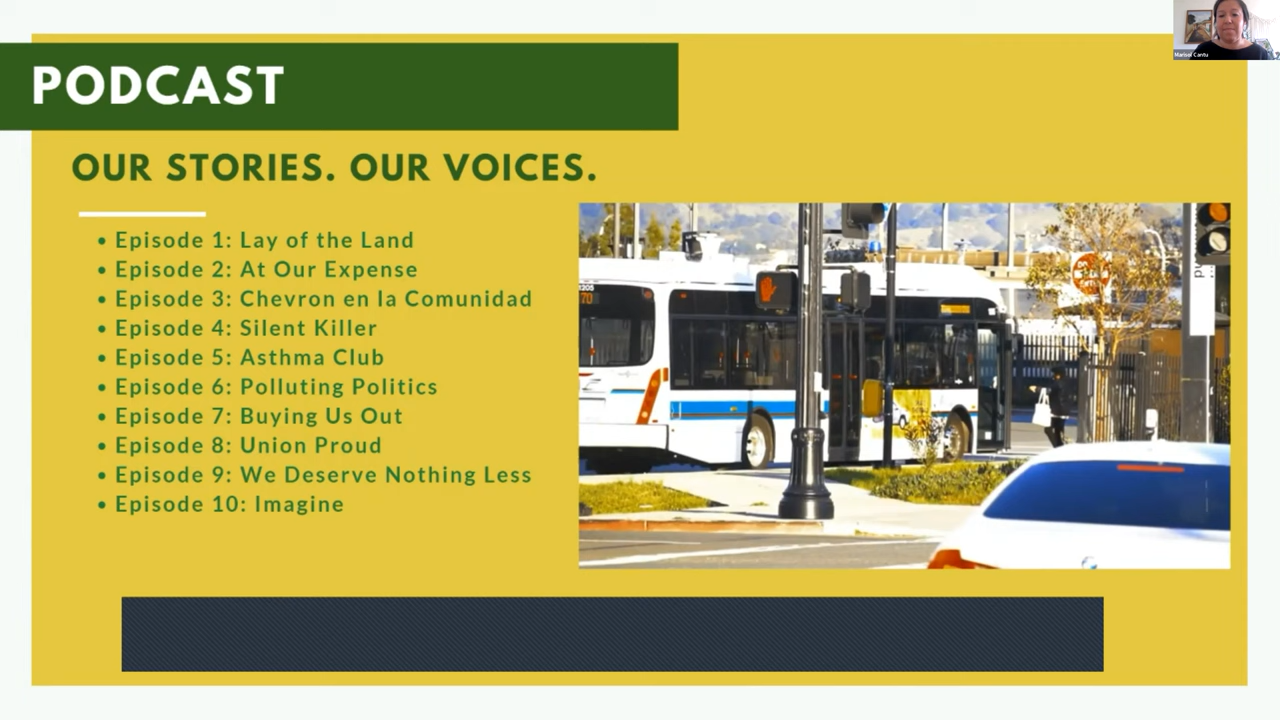 PODCAST
Marisol Cantu
OUR STORIES. OUR VOICES.
• Episode 1: Lay of the Land
• Episode 2: At Our Expense
• Episode 3: Chevron en la Comunidad
• Episode 4: Silent Killer
• Episode 5: Asthma Club
• Episode 6: Polluting Politics
• Episode 7: Buying Us Out
• Episode 8: Union Proud
• Episode 9: We Deserve Nothing Less
• Episode 10: Imagine
70